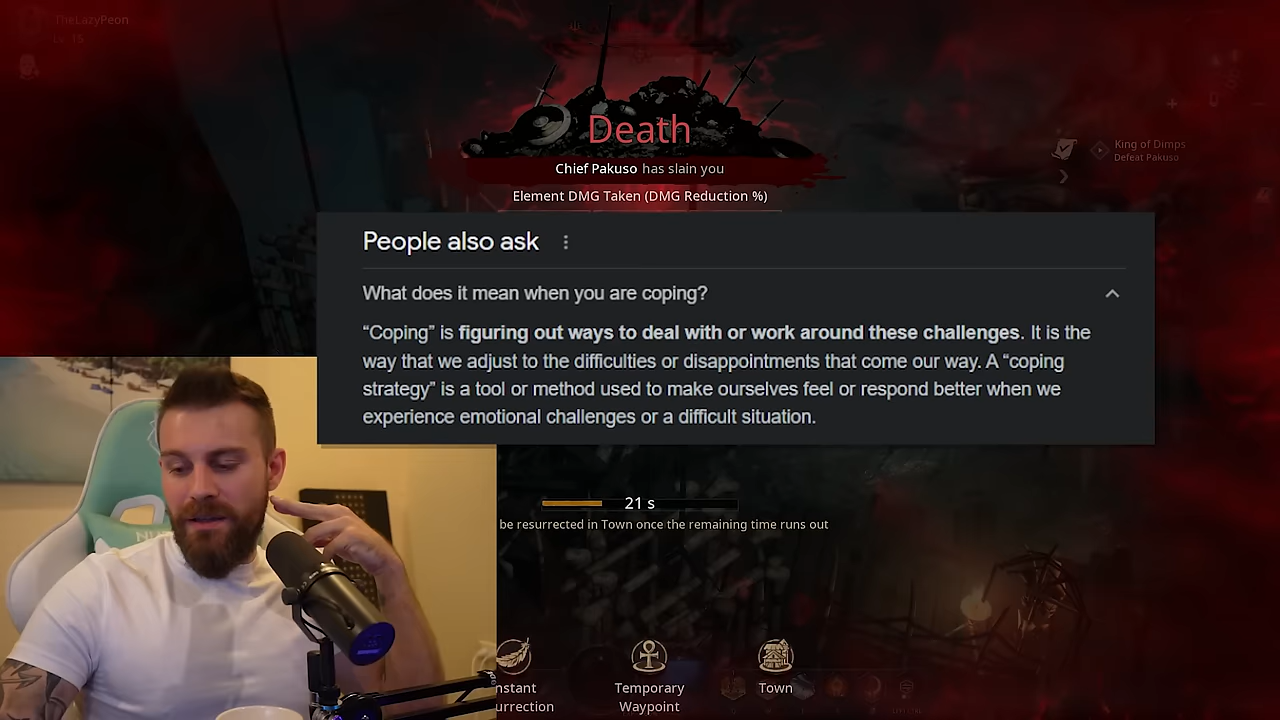 TheLazyPeon
Lv. 15
Death
Chief Pakuso has slain you
Element DMG Taken (DMG Reduction %)
King of Dimps
Defeat Pakuso
People also ask
What does it mean when you are coping?
“Coping” is figuring out ways to deal with or work around these challenges. It is the
way that we adjust to the difficulties or disappointments that come our way. A “coping
strategy” is a tool or method used to make ourselves feel or respond better when we
experience emotional challenges or a difficult situation.
21 s
be resurrected in Town once the remaining time runs out
nstant
urrection
Temporary
Waypoint
Town